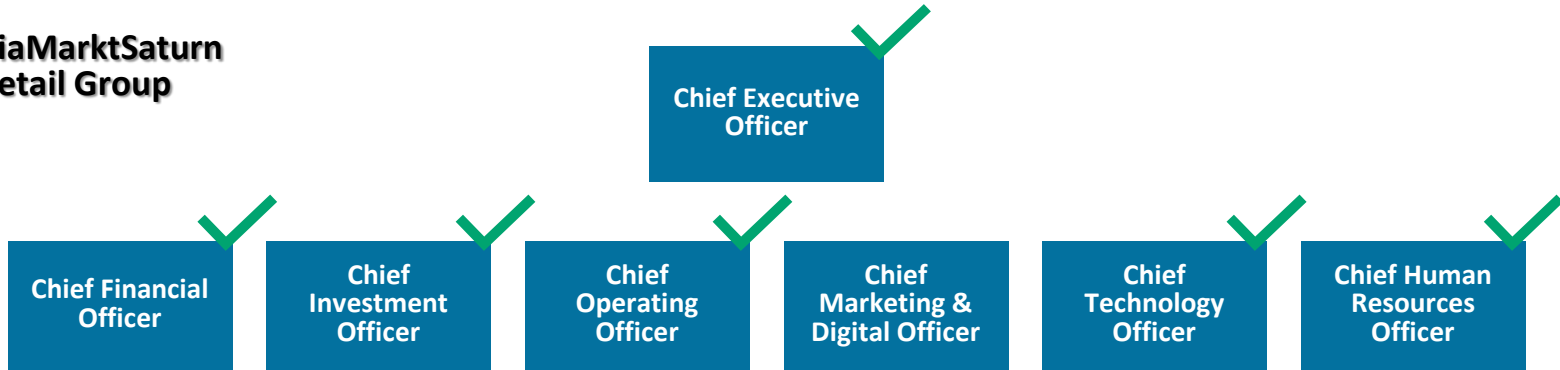 iaMarktSaturn
etail Group
Chief Executive
Officer
Chief Financial
Officer
Chief
Investment
Officer
Chief
Operating
Officer
Chief
Marketing &
Digital Officer
Chief
Technology
Officer
Chief Human
Resources
Officer